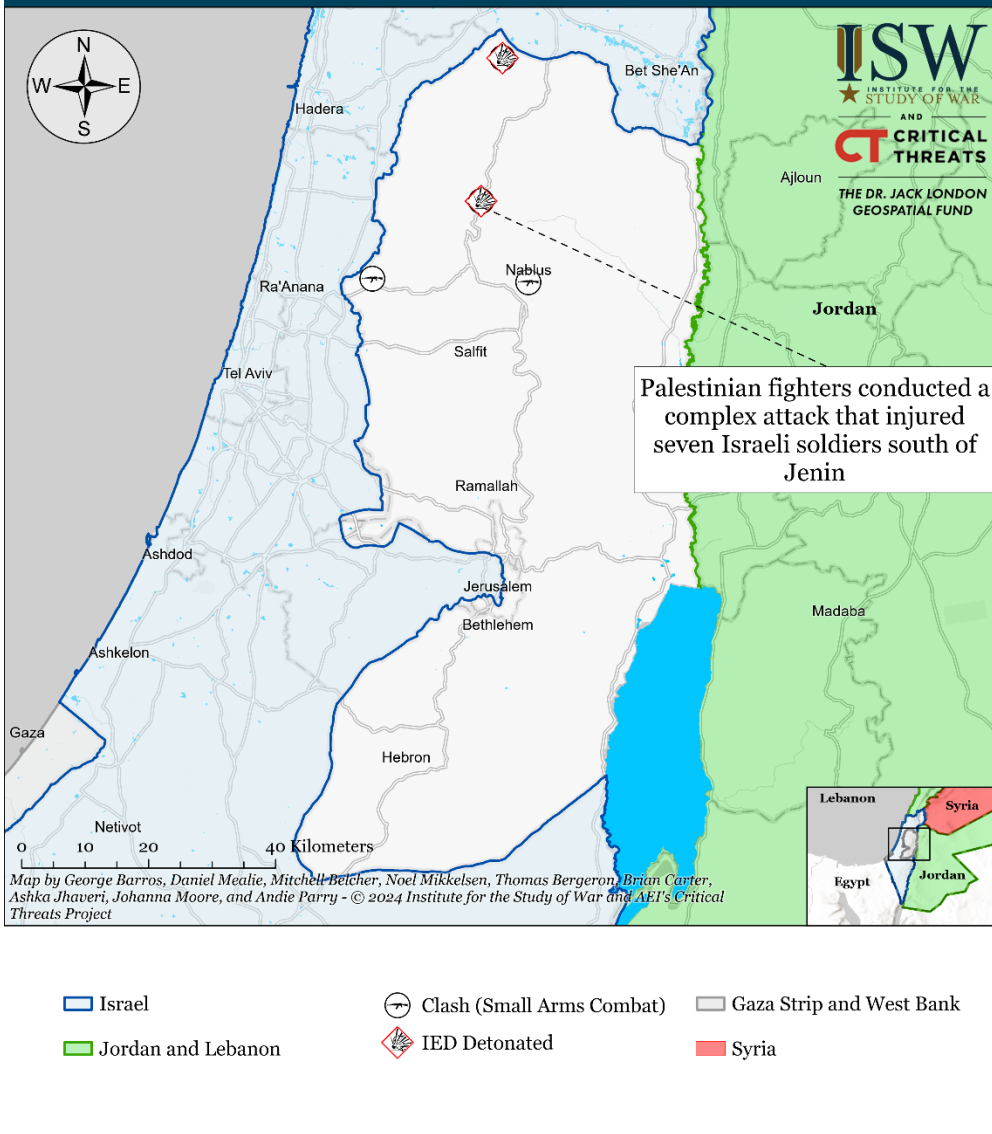 N
W
E
S
ISW
INSTITUTE FOR THE
STUDY OF WAR
AND
CT CRITICAL
THREATS
THE DR. JACK LONDON
GEOSPATIAL FUND
Bet She'An
Hadera
Ajloun
Nablus
Ra'Anana
Jordan
Salfit
Tel Aviv
Palestinian fighters conducted a
complex attack that injured
seven Israeli soldiers south of
Jenin
Ramallah
Ashdod
Jerusalem
Madaba
Bethlehem
Ashkelon
Gaza
Hebron
Netivot
0 10 20 40 Kilometers
Map by George Barros, Daniel Mealie, Mitchell Belcher, Noel Mikkelsen, Thomas Bergeron, Brian Carter,
Ashka Jhaveri, Johanna Moore, and Andie Parry - © 2024 Institute for the Study of War and AEI's Critical
Threats Project
Lebanon
Syria
Egypt
Jordan
Israel
Clash (Small Arms Combat)
Gaza Strip and West Bank
Jordan and Lebanon
IED Detonated
Syria